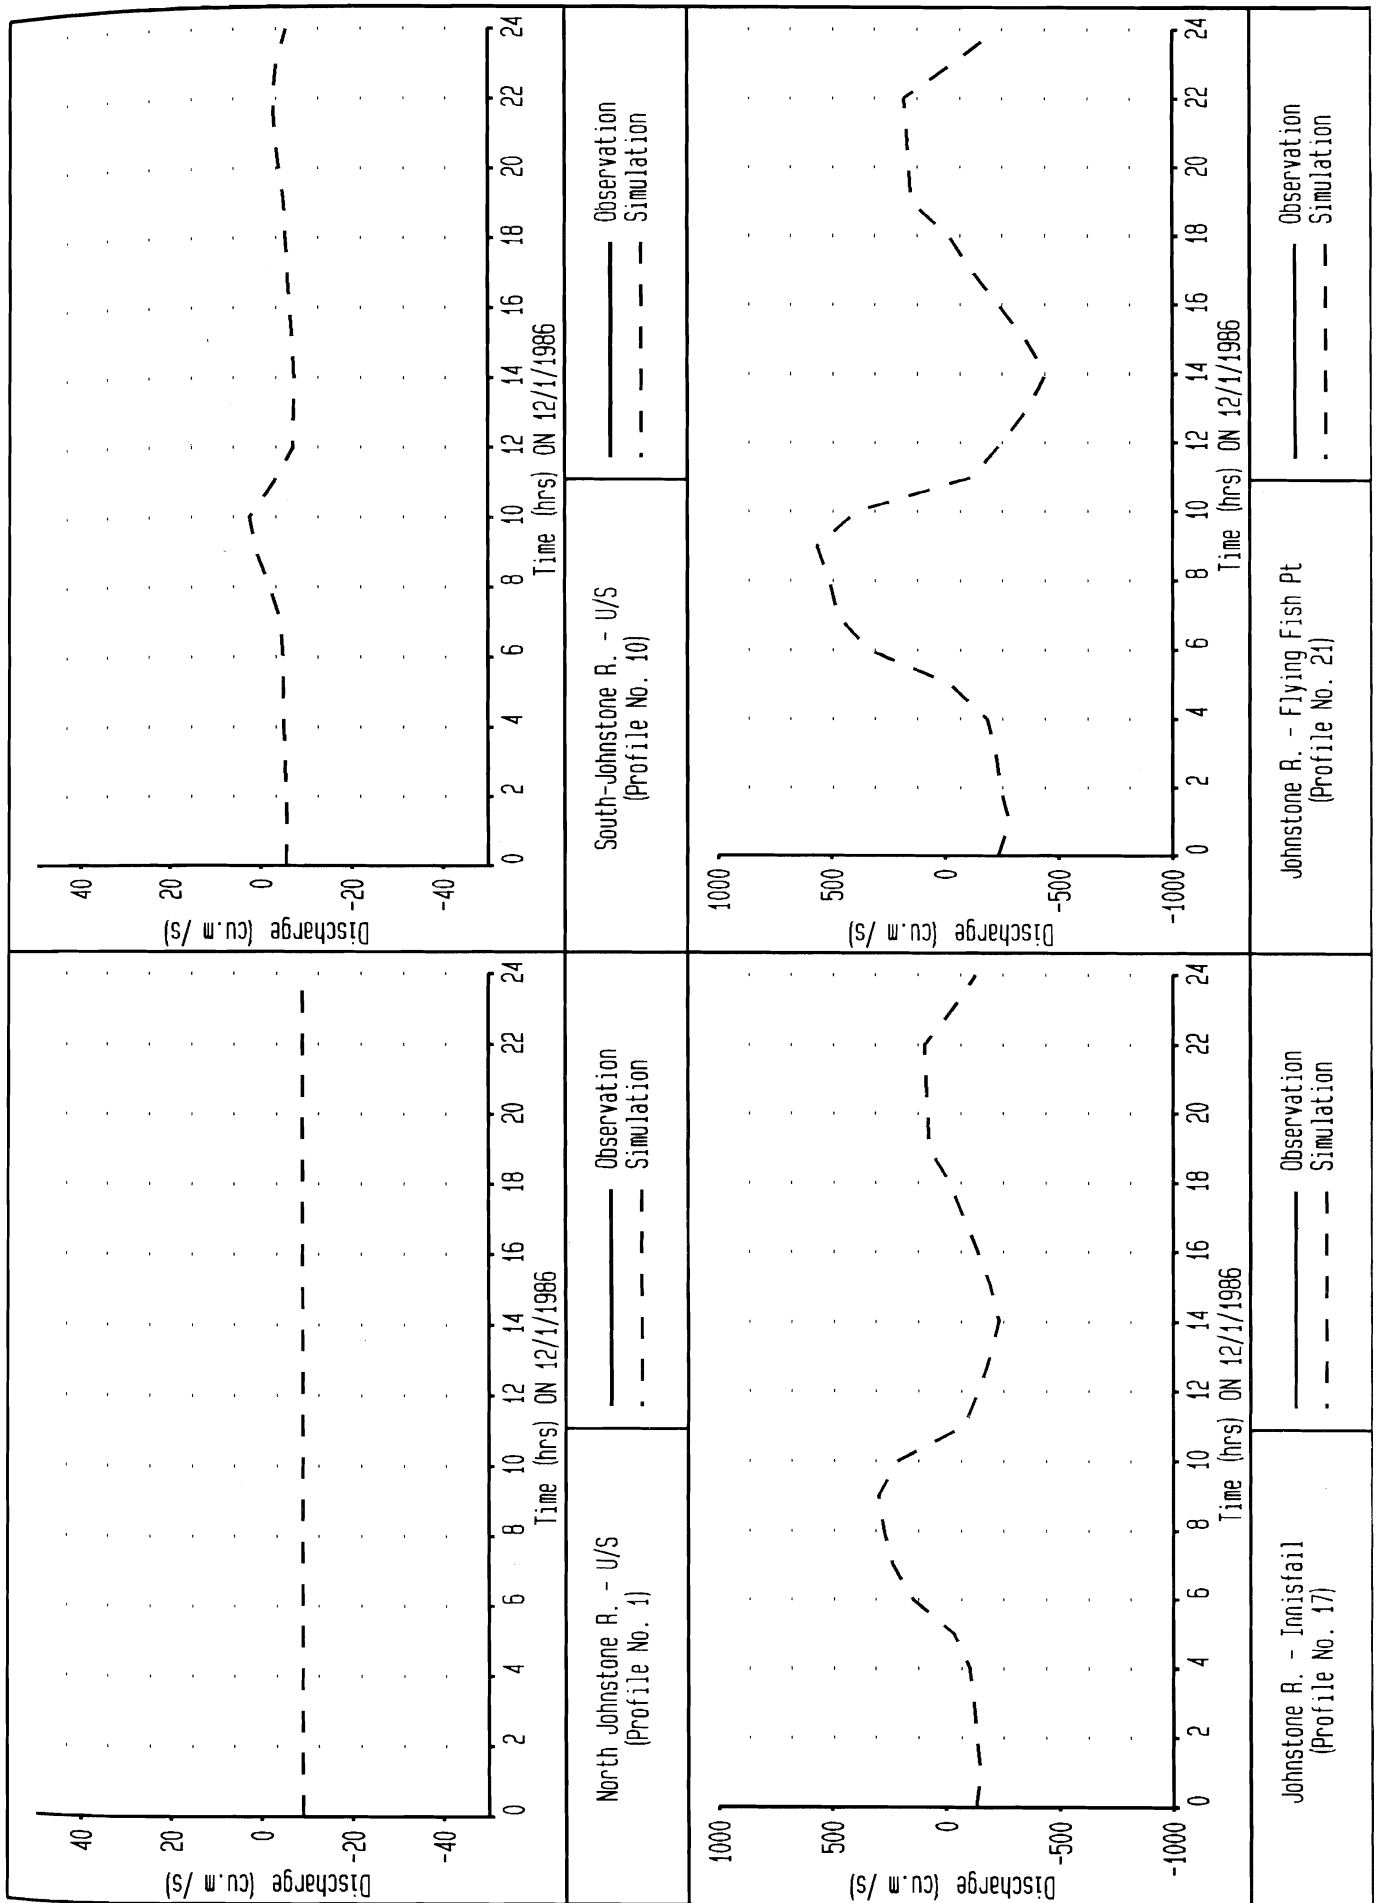 Discharge (cu.m /s)
40
20
0
-20
-40
0 2 4 6 8 10 12 14 16 18 20 22 24
Time (hrs) ON 12/1/1986
North Johnstone R. - U/S
(Profile No. 1)
Observation
Simulation
Discharge (cu.m /s)
40
20
0
-20
-40
0 2 4 6 8 10 12 14 16 18 20 22 24
Time (hrs) ON 12/1/1986
South-Johnstone R. - U/S
(Profile No. 10)
Observation
Simulation
Discharge (cu.m /s)
1000
500
0
-500
-1000
0 2 4 6 8 10 12 14 16 18 20 22 24
Time (hrs) ON 12/1/1986
Johnstone R. - Innisfail
(Profile No. 17)
Observation
Simulation
Discharge (cu.m /s)
1000
500
0
-500
-1000
0 2 4 6 8 10 12 14 16 18 20 22 24
Time (hrs) ON 12/1/1986
Johnstone R. - Flying Fish Pt
(Profile No. 21)
Observation
Simulation